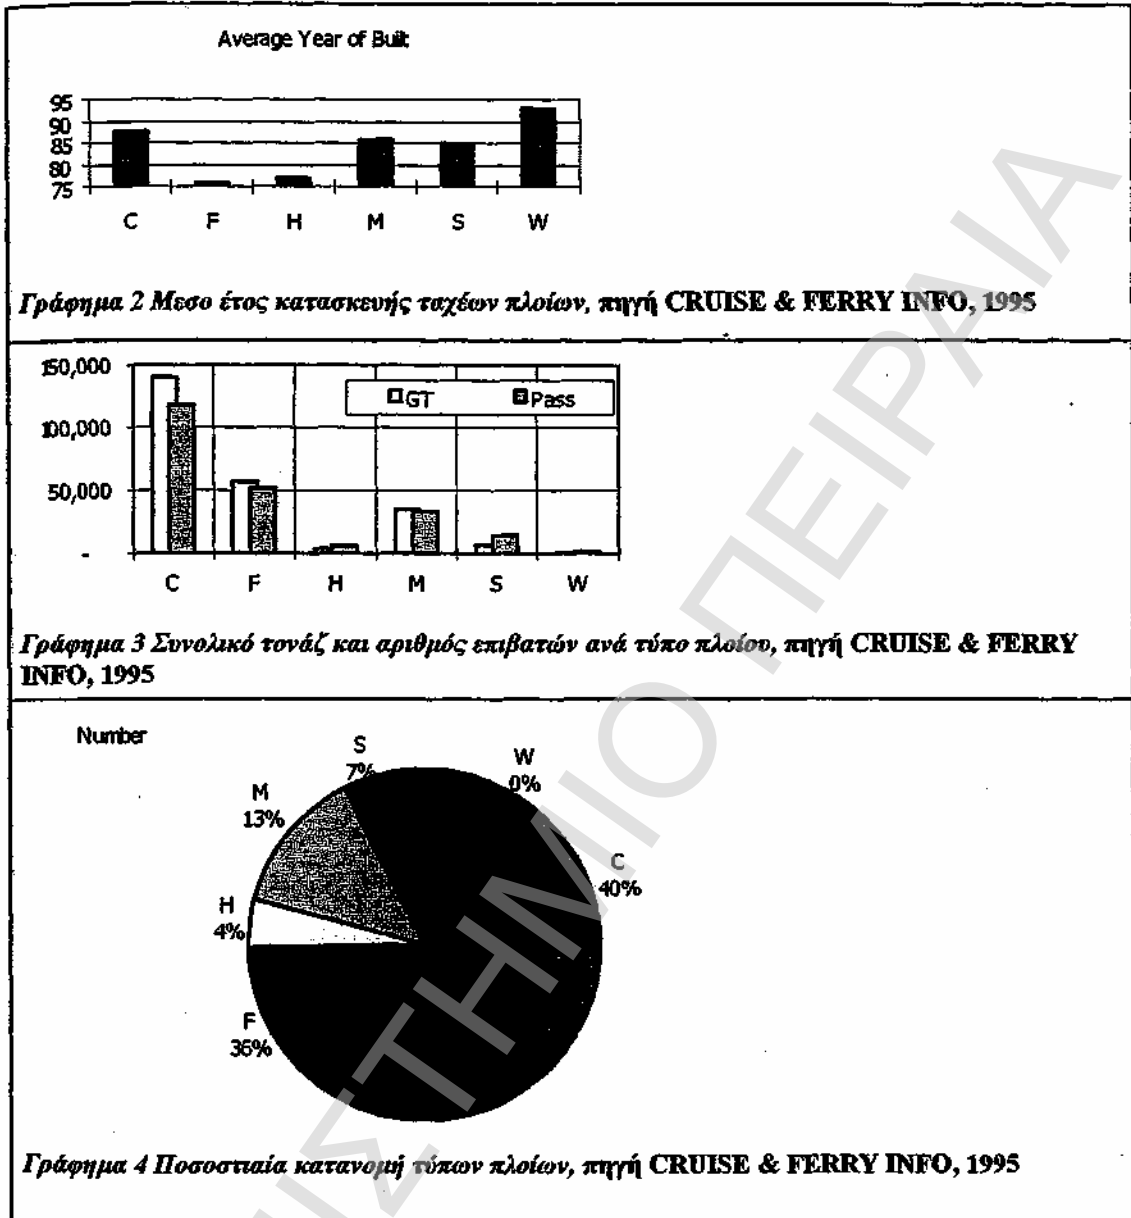 Average Year of Built
95
90
85
80
75
C F H M S W
Γράφημα 2 Μεσο έτος κατασκευής ταχέων πλοίων, πηγή CRUISE & FERRY INFO, 1995
150,000
100,000
50,000
-
GT Pass
C F H M S W
Γράφημα 3 Συνολικό τονάζ και αριθμός επιβατών ανά τύπο πλοίου, πηγή CRUISE & FERRY
INFO, 1995
Number
S
7%
W
0%
M
13%
C
40%
H
4%
F
36%
Γράφημα 4 Ποσοστιαία κατανομή τύπων πλοίων, πηγή CRUISE & FERRY INFO, 1995
ΙΣΤΗΜΙΟ ΠΕΙΡΑΙΑ